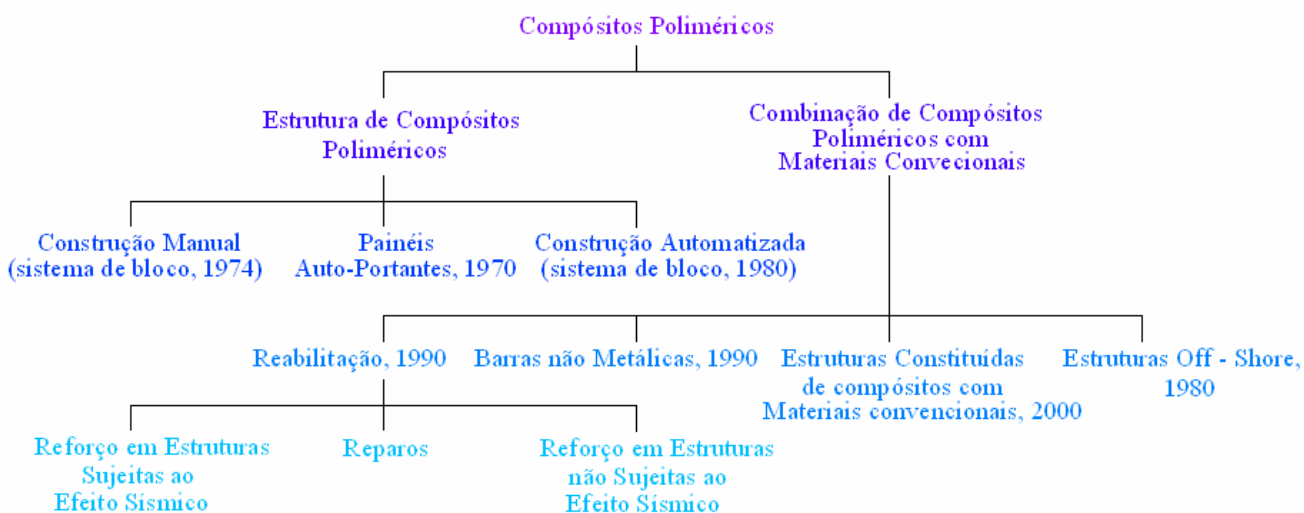 Compósitos Poliméricos
Estrutura de Compósitos
Poliméricos
Combinação de Compósitos
Poliméricos com
Materiais Convecionais
Construção Manual
(sistema de bloco, 1974)
Painéis
Auto-Portantes, 1970
Construção Automatizada
(sistema de bloco, 1980)
Reabilitação, 1990
Barras não Metálicas, 1990
Estruturas Constituídas
de compósitos com
Materiais convencionais, 2000
Estruturas Off - Shore,
1980
Reforço em Estruturas
Sujeitas ao
Efeito Sísmico
Reparos
Reforço em Estruturas
não Sujeitas ao
Efeito Sísmico